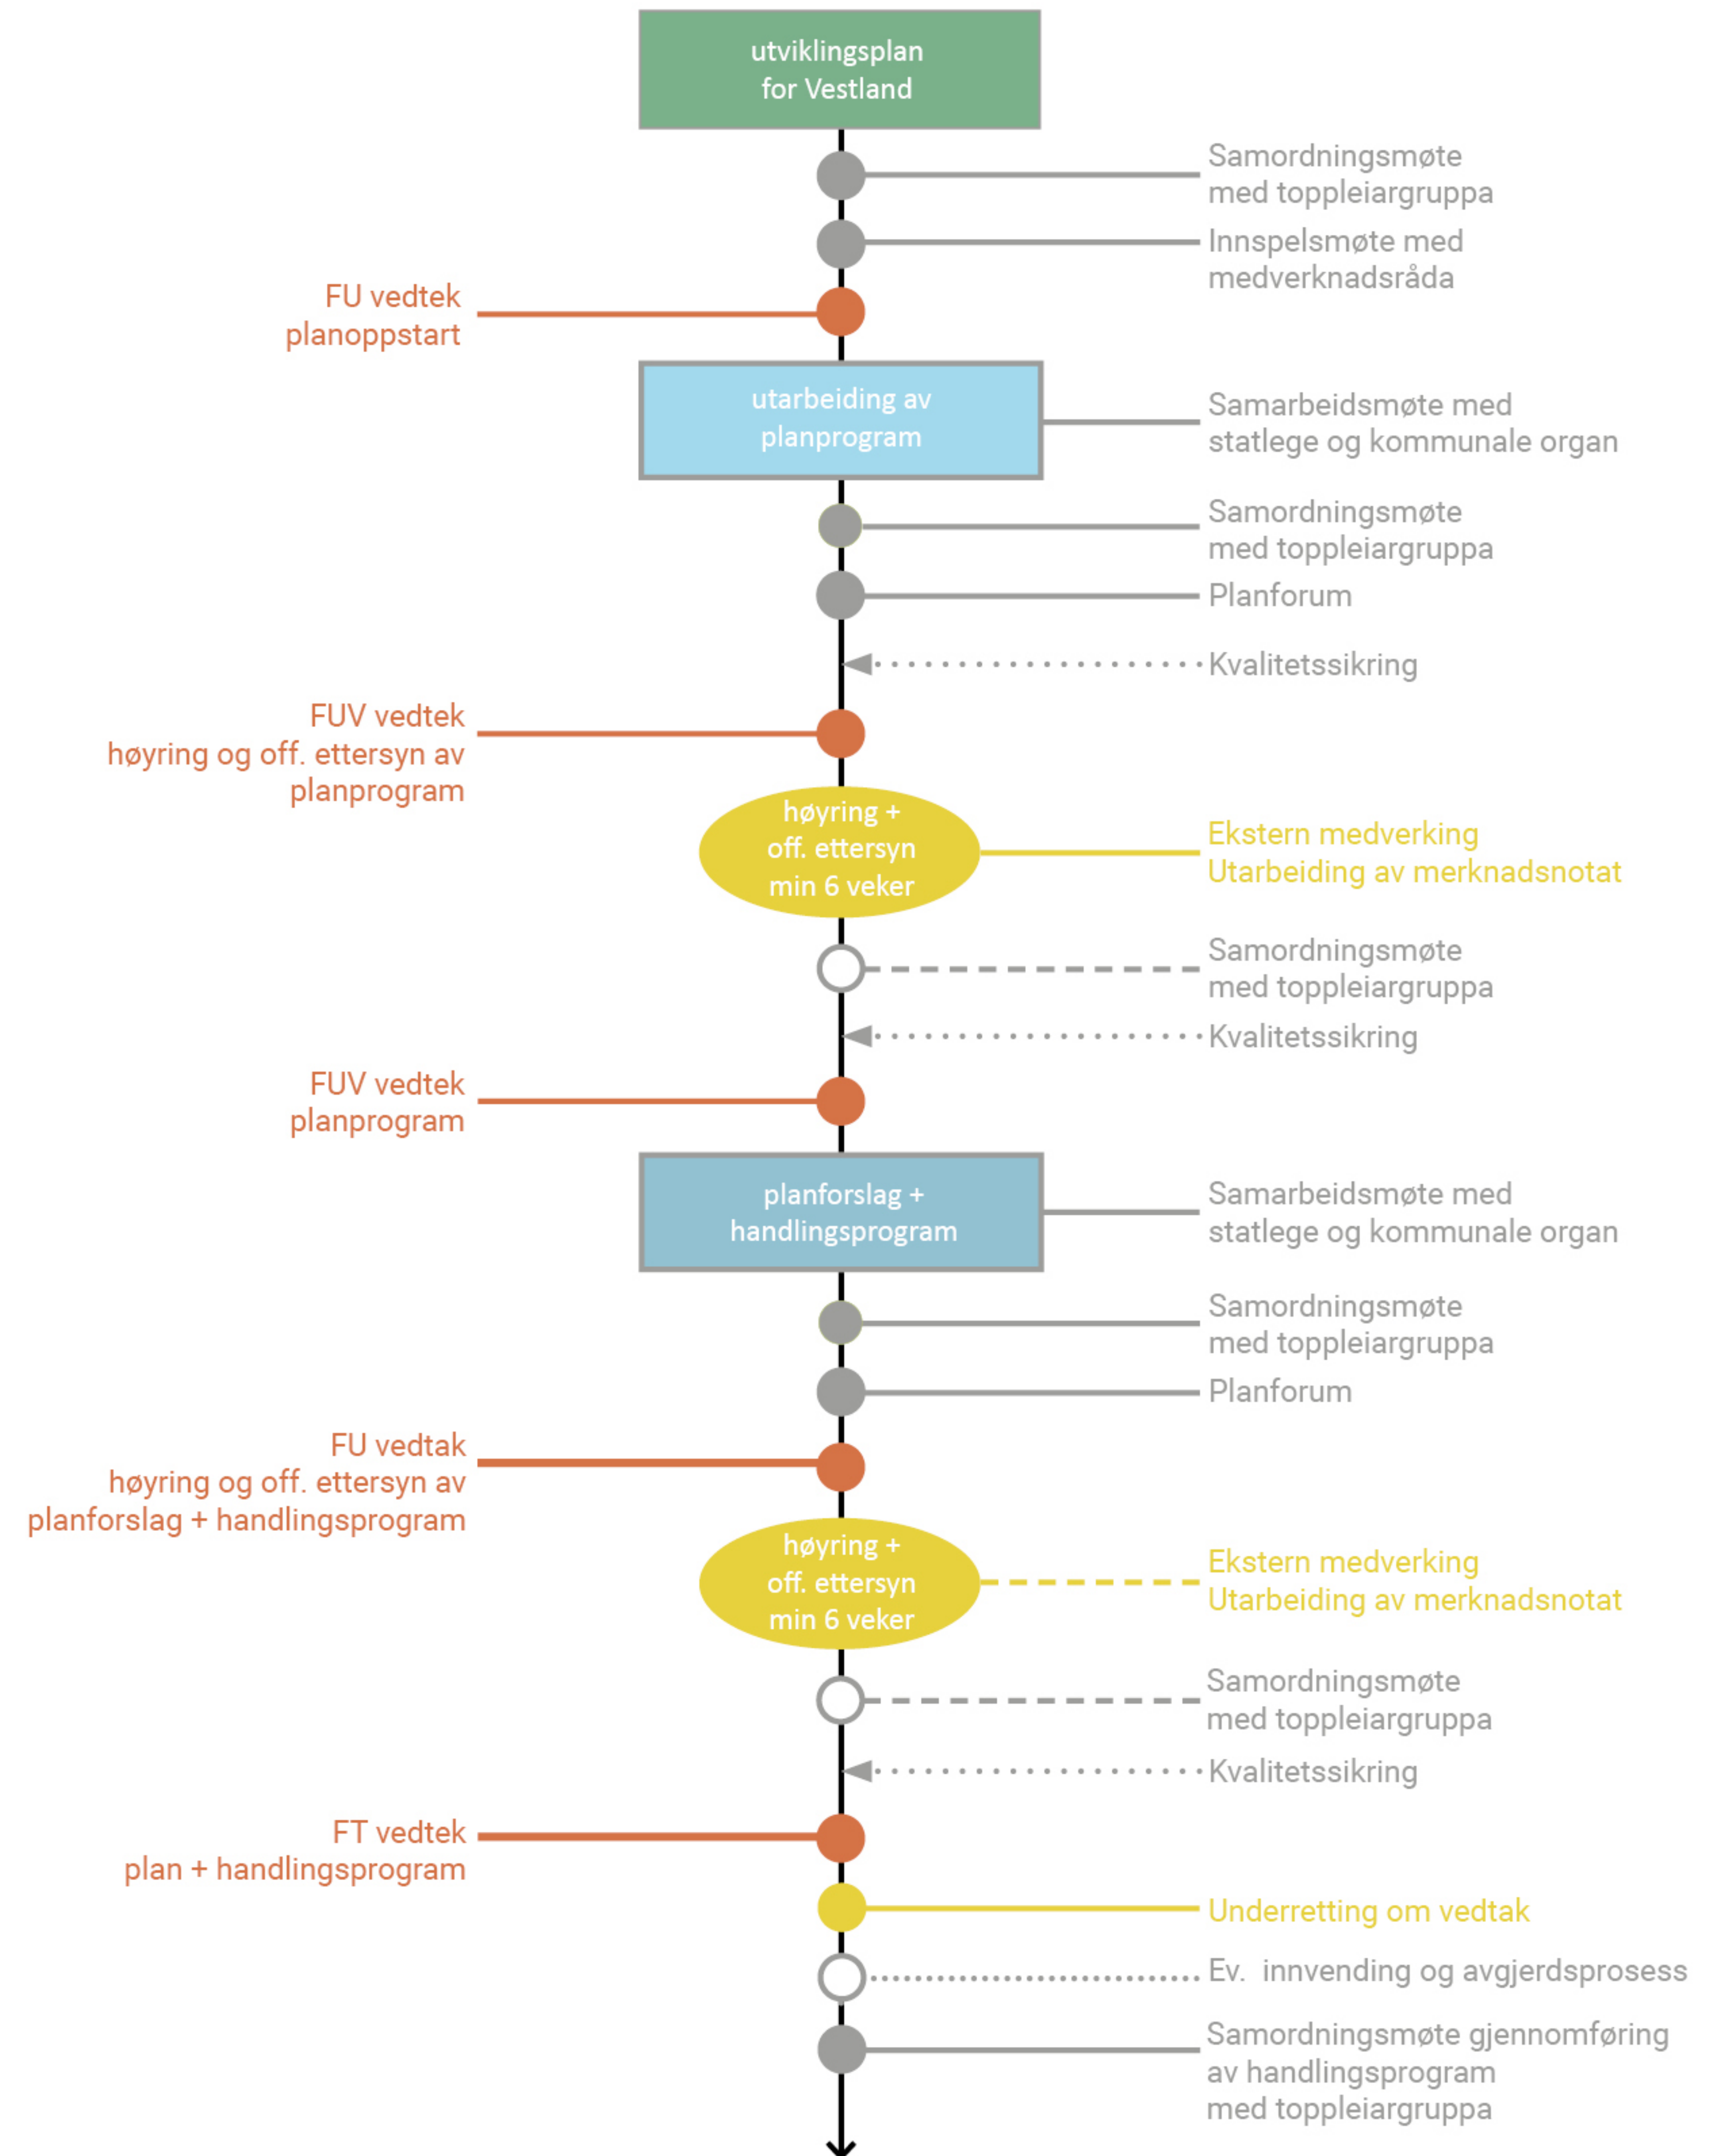 utviklingsplan
for Vestland
Samordningsmøte
med toppleiargruppa
Innspelsmøte med
medverknadsråda
FU vedtek
planoppstart
utarbeiding av
planprogram
Samarbeidsmøte med
statlege og kommunale organ
Samordningsmøte
med toppleiargruppa
Planforum
Kvalitetssikring
FUV vedtek
høyring og off. ettersyn av
planprogram
høyring +
off. ettersyn
min 6 veker
Ekstern medverking
Utarbeiding av merknadsnotat
Samordningsmøte
med toppleiargruppa
Kvalitetssikring
FUV vedtek
planprogram
planforslag +
handlingsprogram
Samarbeidsmøte med
statlege og kommunale organ
Samordningsmøte
med toppleiargruppa
Planforum
FU vedtak
høyring og off. ettersyn av
planforslag + handlingsprogram
høyring +
off. ettersyn
min 6 veker
Ekstern medverking
Utarbeiding av merknadsnotat
Samordningsmøte
med toppleiargruppa
Kvalitetssikring
FT vedtek
plan + handlingsprogram
Underretting om vedtak
Ev. innvending og avgjerdsprosess
Samordningsmøte gjennomføring
av handlingsprogram
med toppleiargruppa